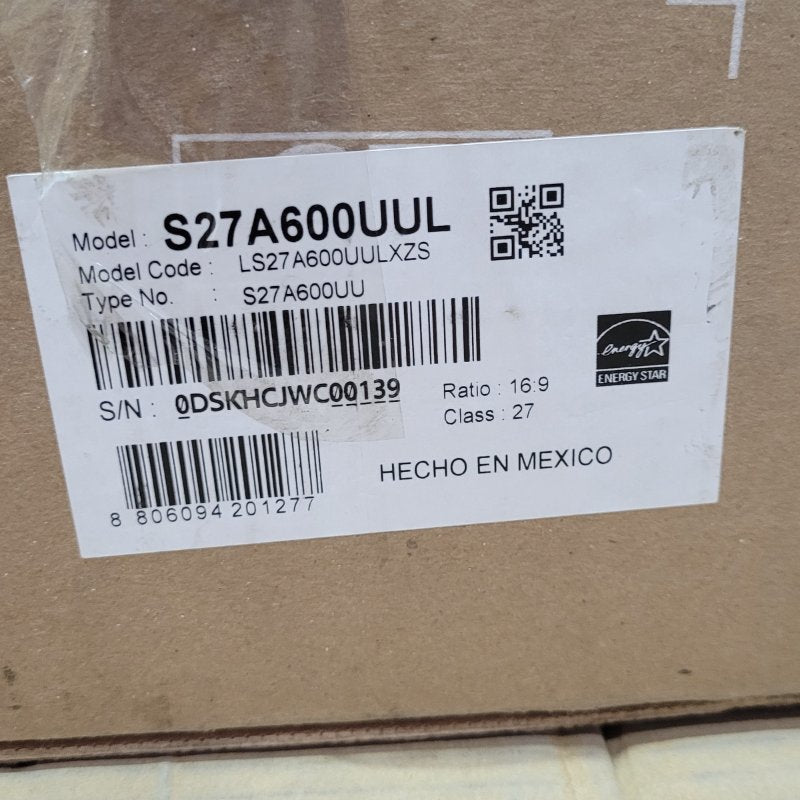 Model : S27A600UUL
Model Code : LS27A600UULXZS
Type No. : S27A600UU
energy
ENERGY STAR
S/N : 0DSKHCJWC00139
Ratio : 16:9
Class : 27
8 806094 201277
HECHO EN MEXICO